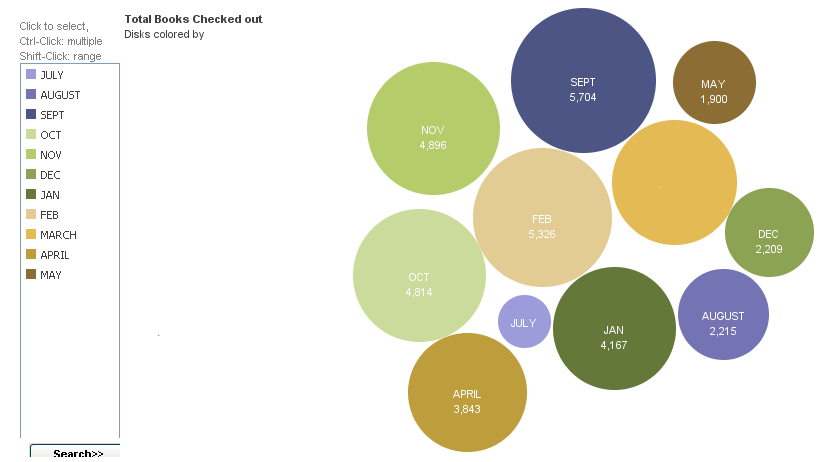 Total Books Checked out
Disks colored by
Click to select,
Ctrl-Click: multiple
Shift-Click: range
JULY
AUGUST
SEPT
OCT
NOV
DEC
JAN
FEB
MARCH
APRIL
MAY
Search>>
SEPT
5,704
MAY
1,900
NOV
4,896
FEB
5,326
DEC
2,209
OCT
4,814
JULY
JAN
4,167
AUGUST
2,215
APRIL
3,843